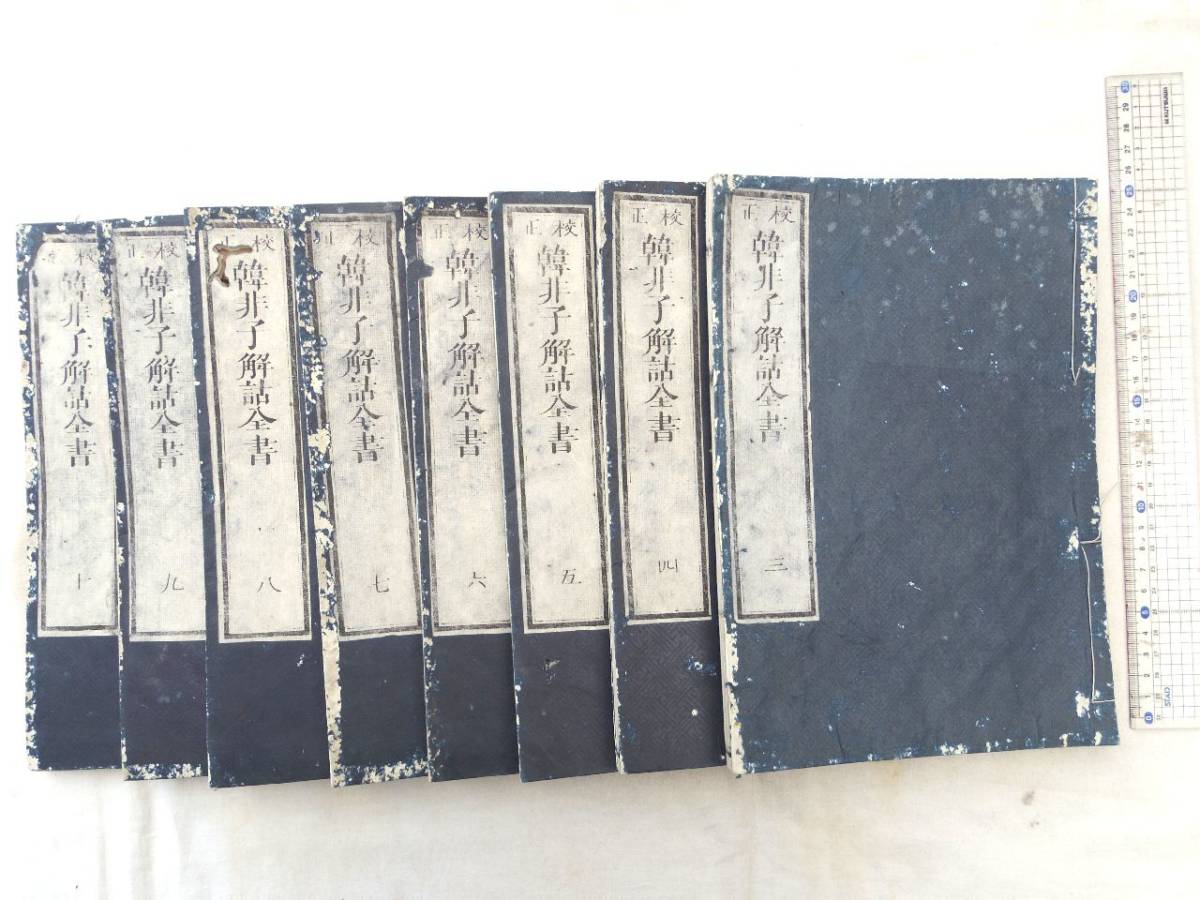 校正
韓非子解詁全書
三
校正
韓非子解詁全書
四
校正
韓非子解詁全書
五
校正
韓非子解詁全書
六
校正
韓非子解詁全書
七
校正
韓非子解詁全書
八
校正
韓非子解詁全書
九
校
韓非子解詁全書
十